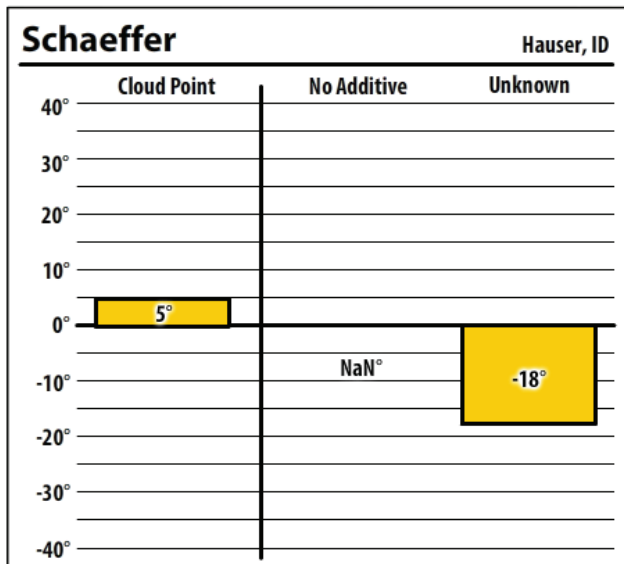 Schaeffer
Hauser, ID
Cloud Point No Additive Unknown
40°
30°
20°
10°
5°
0°
NaN°
-10°
-18°
-20°
-30°
-40°